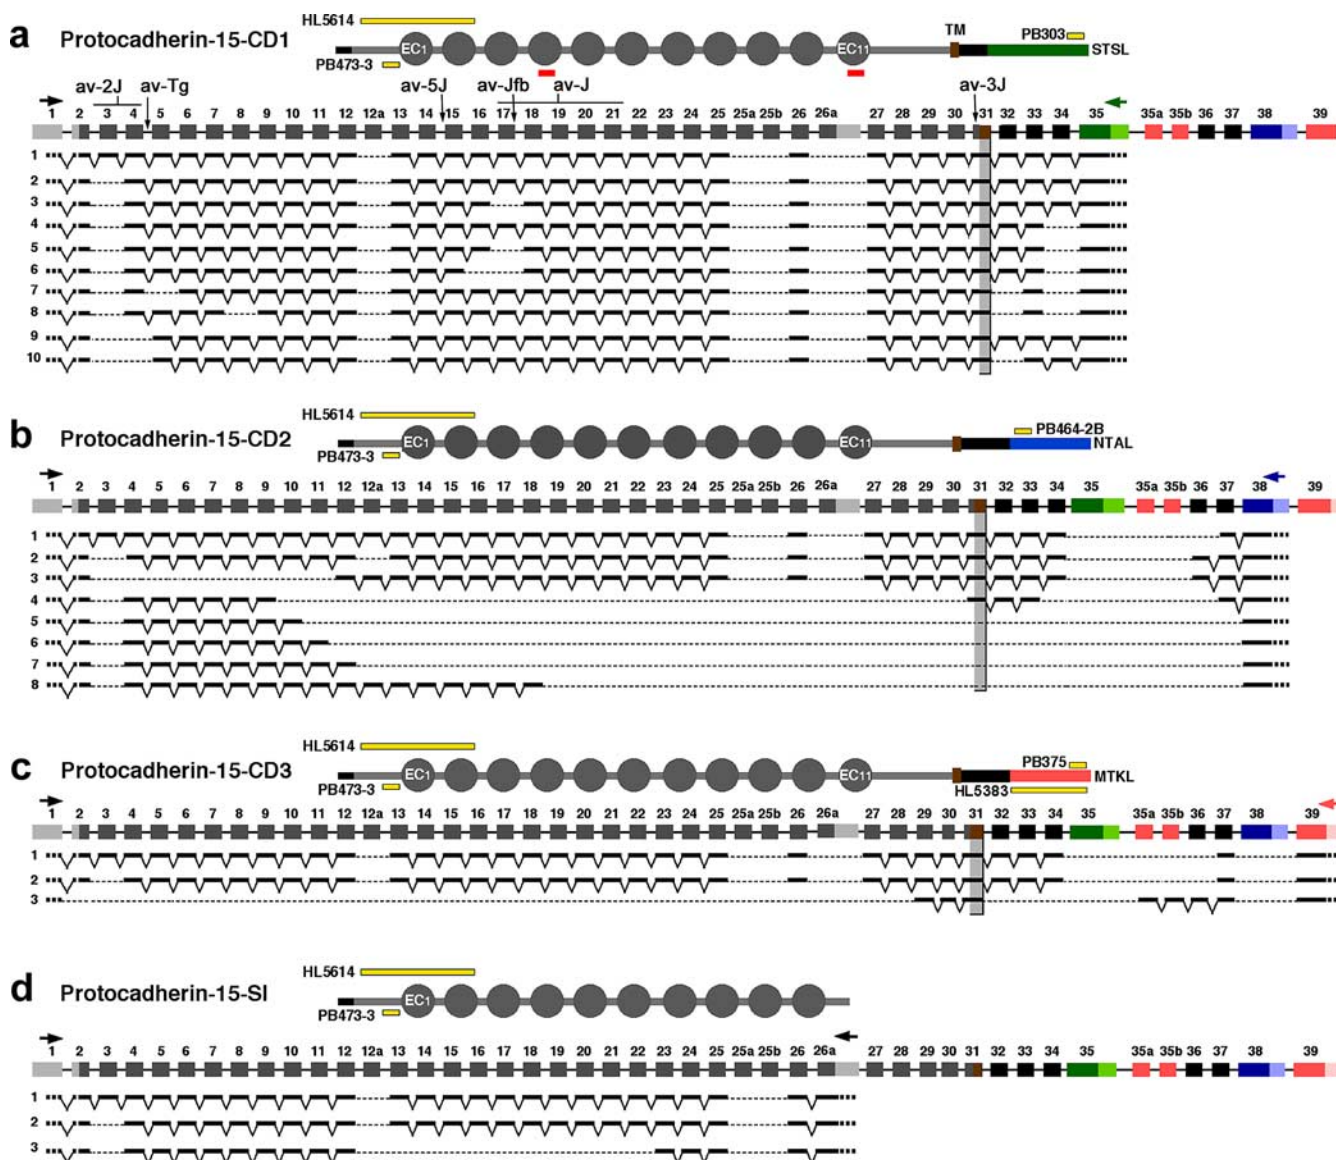 a Protocadherin-15-CD1
HL5614
PB473-3
EC1
EC11
TM
PB303
STSL
av-2J av-Tg av-5J av-Jfb av-J av-3J
1 2 3 4 5 6 7 8 9 10 11 12 12a 13 14 15 16 17 18 19 20 21 22 23 24 25 25a 25b 26 26a 27 28 29 30 31 32 33 34 35 35a 35b 36 37 38 39
1
2
3
4
5
6
7
8
9
10
b Protocadherin-15-CD2
HL5614
PB473-3
EC1
EC11
PB464-2B
NTAL
1 2 3 4 5 6 7 8 9 10 11 12 12a 13 14 15 16 17 18 19 20 21 22 23 24 25 25a 25b 26 26a 27 28 29 30 31 32 33 34 35 35a 35b 36 37 38 39
1
2
3
4
5
6
7
8
c Protocadherin-15-CD3
HL5614
PB473-3
EC1
EC11
PB375
HL5383
MTKL
1 2 3 4 5 6 7 8 9 10 11 12 12a 13 14 15 16 17 18 19 20 21 22 23 24 25 25a 25b 26 26a 27 28 29 30 31 32 33 34 35 35a 35b 36 37 38 39
1
2
3
d Protocadherin-15-SI
HL5614
PB473-3
EC1
1 2 3 4 5 6 7 8 9 10 11 12 12a 13 14 15 16 17 18 19 20 21 22 23 24 25 25a 25b 26 26a 27 28 29 30 31 32 33 34 35 35a 35b 36 37 38 39
1
2
3